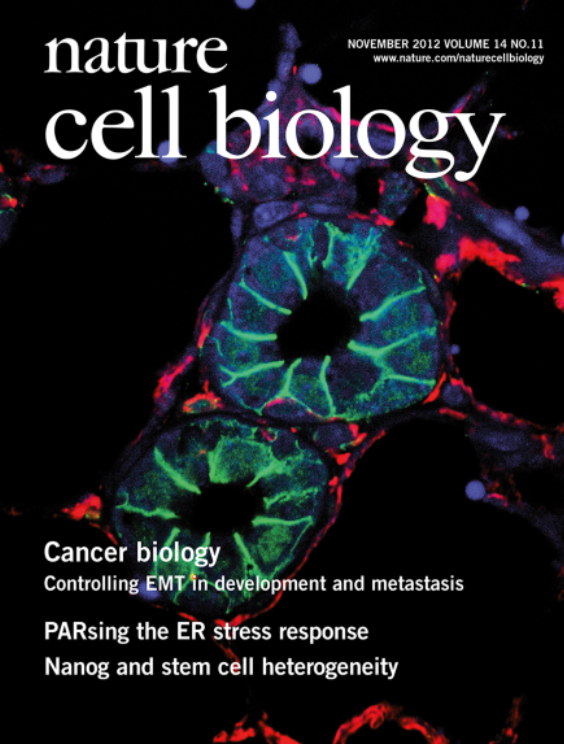 nature
NOVEMBER 2012 VOLUME 14 NO.11
www.nature.com/naturecellbiology
cell biology
Cancer biology
Controlling EMT in development and metastasis
PARsing the ER stress response
Nanog and stem cell heterogeneity